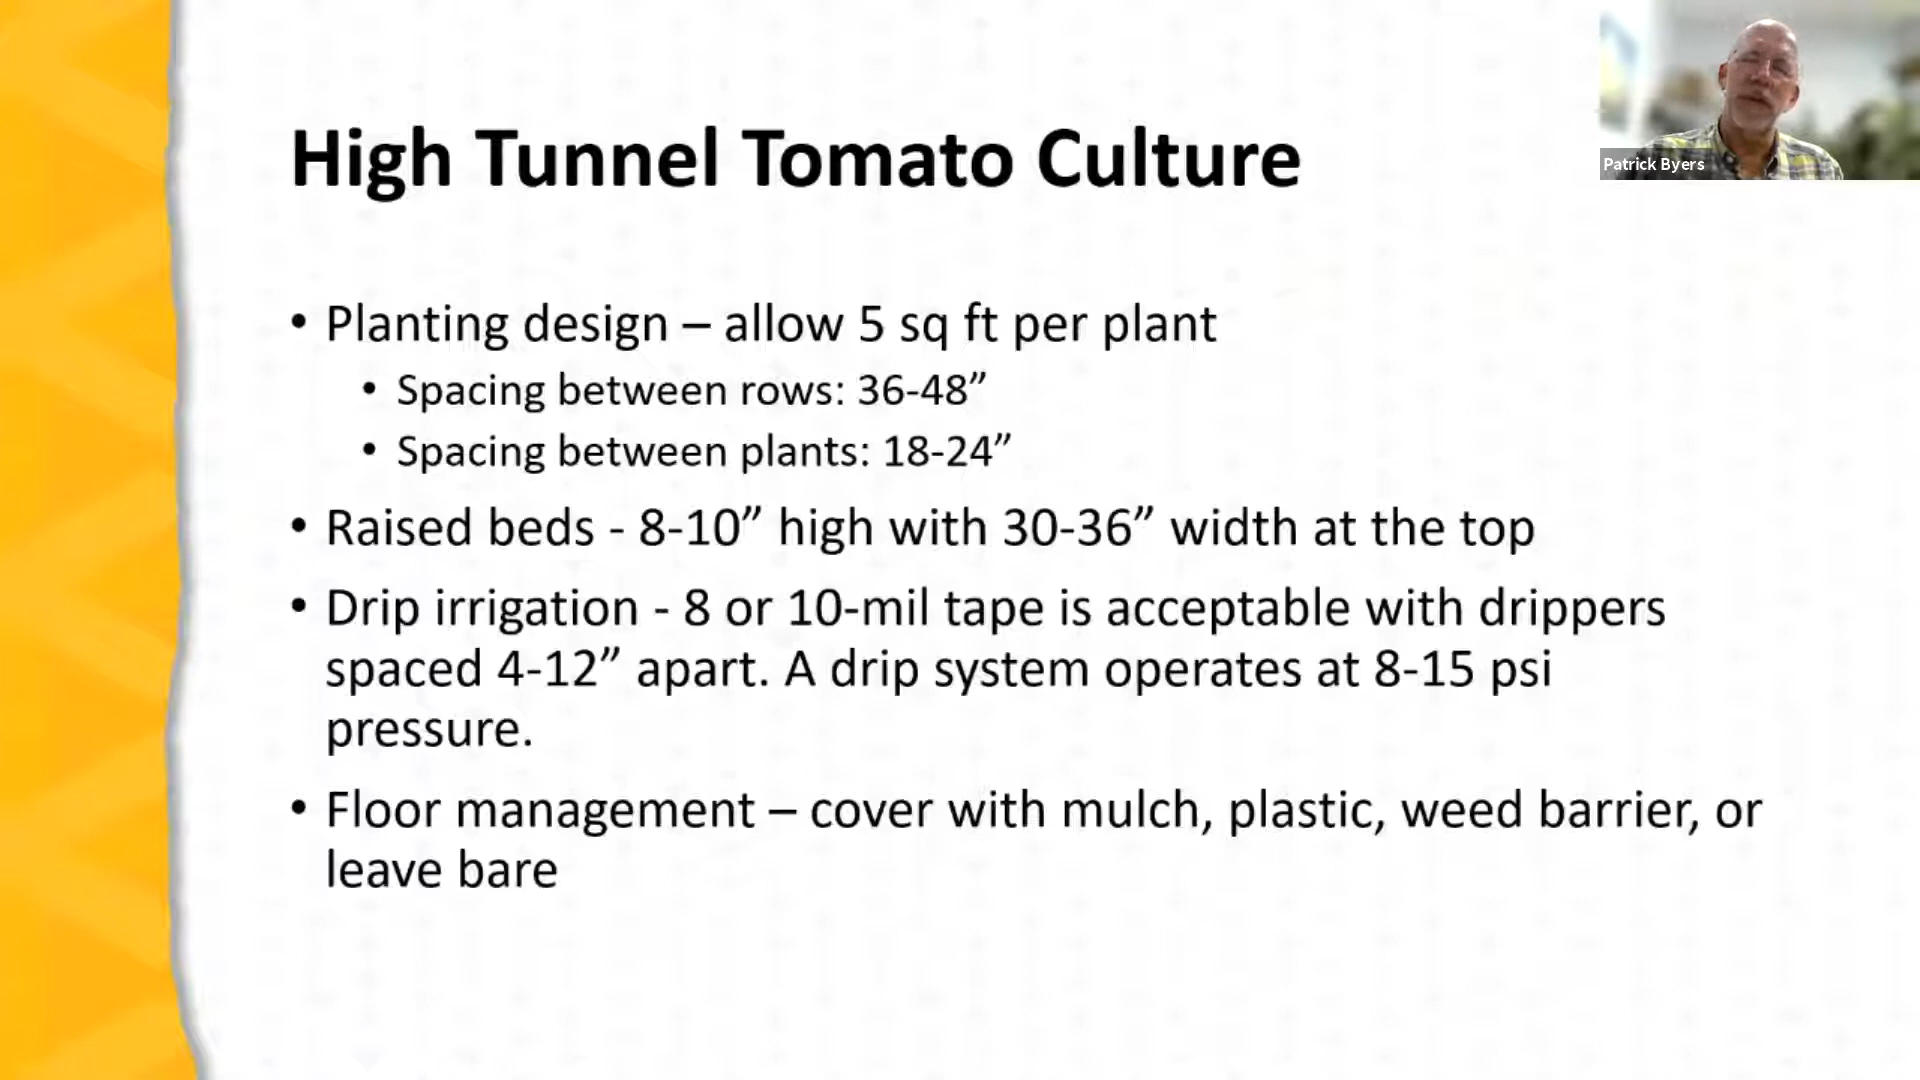 High Tunnel Tomato Culture
Patrick Byers
• Planting design – allow 5 sq ft per plant
• Spacing between rows: 36-48”
• Spacing between plants: 18-24”
• Raised beds - 8-10” high with 30-36” width at the top
• Drip irrigation - 8 or 10-mil tape is acceptable with drippers
spaced 4-12” apart. A drip system operates at 8-15 psi
pressure.
• Floor management – cover with mulch, plastic, weed barrier, or
leave bare